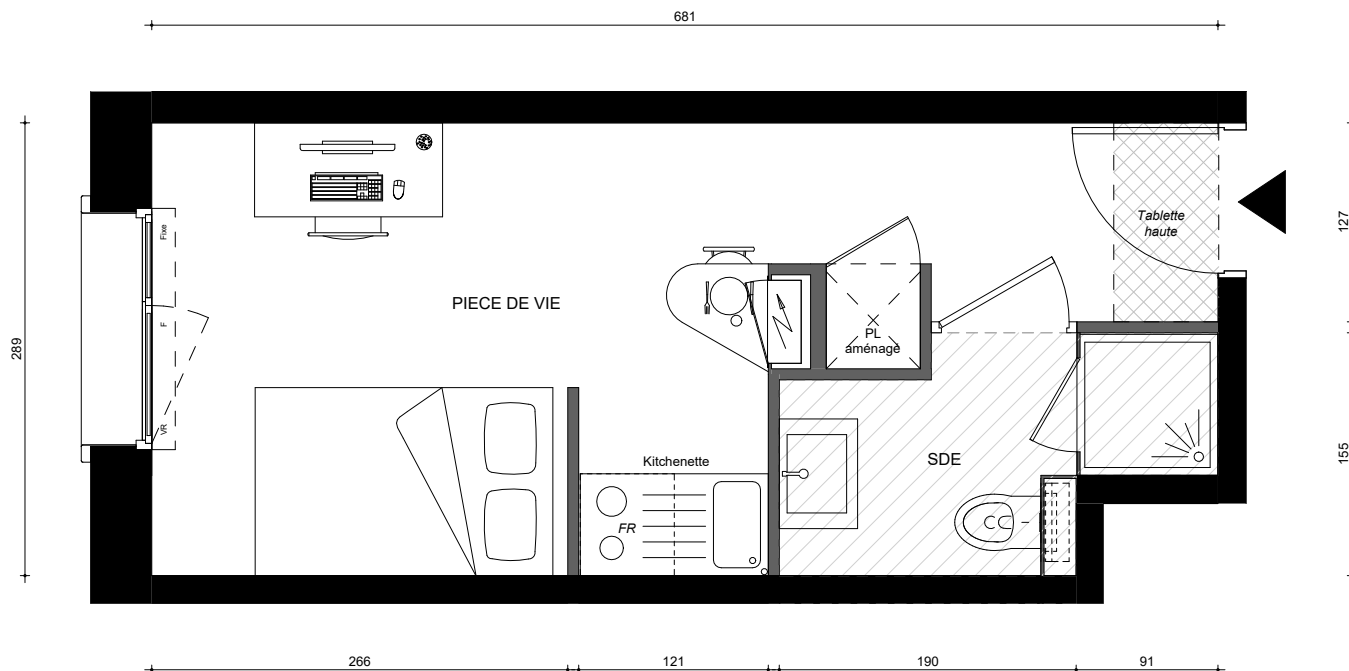 681
Tablette
haute
127
Fixe
F
VR
PIECE DE VIE
PL
aménagé
289
Kitchenette
SDE
155
FR
266
121
190
91